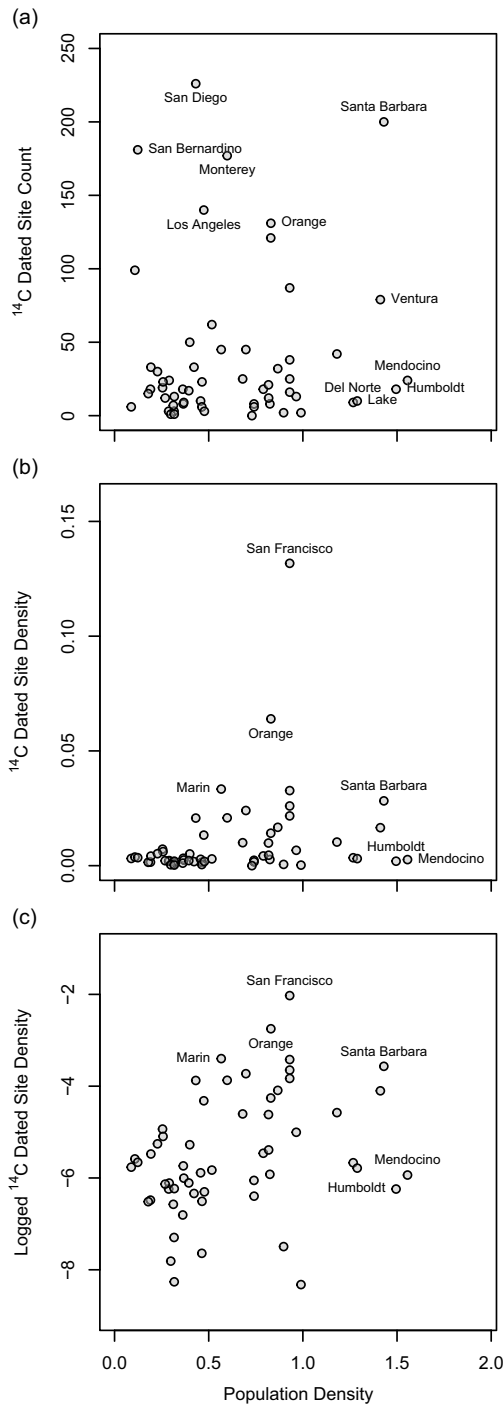 (a)
250
200
150
100
50
0
¹⁴C Dated Site Count
San Diego
Santa Barbara
San Bernardino
Monterey
Los Angeles
Orange
Ventura
Mendocino
Del Norte
Humboldt
Lake
(b)
0.15
0.10
0.05
0.00
¹⁴C Dated Site Density
San Francisco
Orange
Marin
Santa Barbara
Humboldt
Mendocino
(c)
−2
−4
−6
−8
Logged ¹⁴C Dated Site Density
San Francisco
Orange
Marin
Santa Barbara
Mendocino
Humboldt
0.0 0.5 1.0 1.5 2.0
Population Density